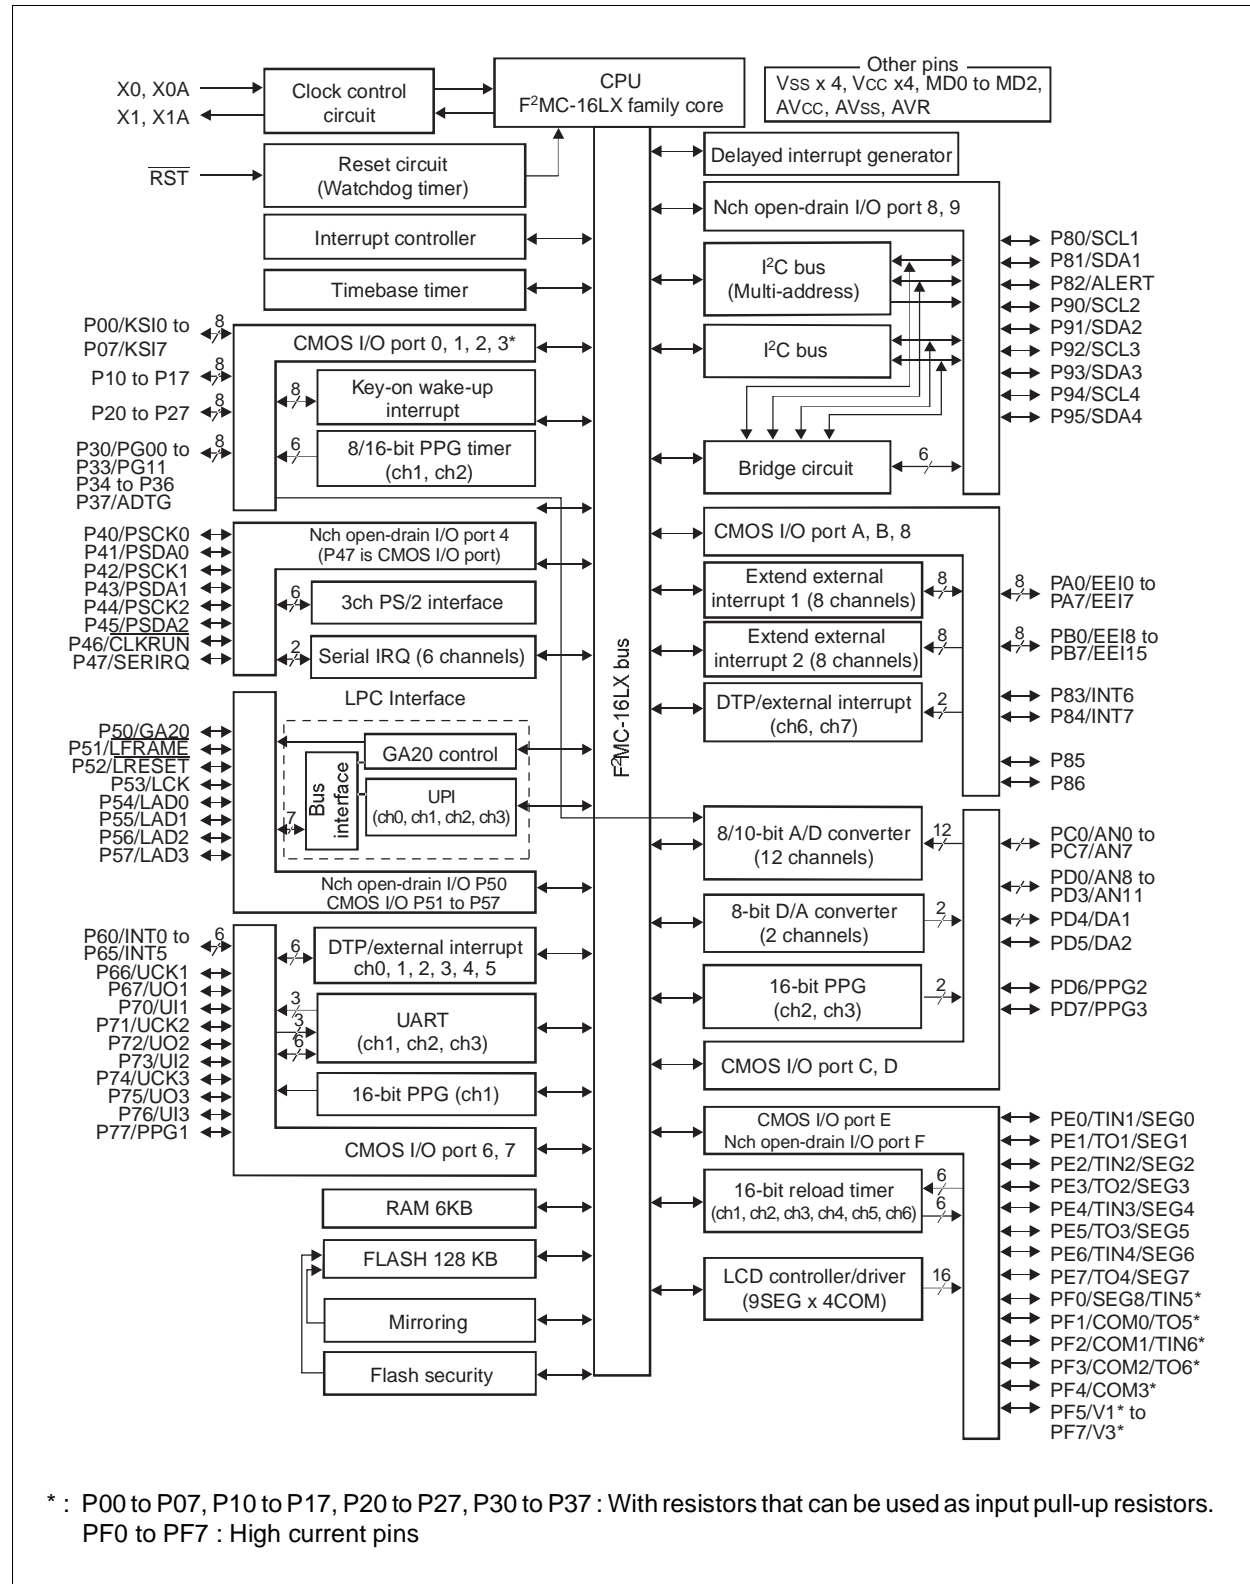 X0, X0A
X1, X1A
Clock control
circuit
CPU
F²MC-16LX family core
Other pins
VSS x 4, VCC x4, MD0 to MD2,
AVCC, AVSS, AVR
RST
Reset circuit
(Watchdog timer)
Interrupt controller
Timebase timer
P00/KSI0 to
P07/KSI7
8
P10 to P17
8
P20 to P27
8
P30/PG00 to
P33/PG11
P34 to P36
P37/ADTG
8
CMOS I/O port 0, 1, 2, 3*
8
Key-on wake-up
interrupt
6
8/16-bit PPG timer
(ch1, ch2)
P40/PSCK0
P41/PSDA0
P42/PSCK1
P43/PSDA1
P44/PSCK2
P45/PSDA2
P46/CLKRUN
P47/SERIRQ
Nch open-drain I/O port 4
(P47 is CMOS I/O port)
6
3ch PS/2 interface
2
Serial IRQ (6 channels)
LPC Interface
P50/GA20
P51/LFRAME
P52/LRESET
P53/LCK
P54/LAD0
P55/LAD1
P56/LAD2
P57/LAD3
GA20 control
Bus
interface
7
UPI
(ch0, ch1, ch2, ch3)
Nch open-drain I/O P50
CMOS I/O P51 to P57
P60/INT0 to
P65/INT5
6
P66/UCK1
P67/UO1
P70/UI1
P71/UCK2
P72/UO2
P73/UI2
P74/UCK3
P75/UO3
P76/UI3
P77/PPG1
6
DTP/external interrupt
ch0, 1, 2, 3, 4, 5
3
3
6
UART
(ch1, ch2, ch3)
16-bit PPG (ch1)
CMOS I/O port 6, 7
RAM 6KB
FLASH 128 KB
Mirroring
Flash security
F²MC-16LX bus
Delayed interrupt generator
Nch open-drain I/O port 8, 9
I²C bus
(Multi-address)
I²C bus
Bridge circuit
6
P80/SCL1
P81/SDA1
P82/ALERT
P90/SCL2
P91/SDA2
P92/SCL3
P93/SDA3
P94/SCL4
P95/SDA4
CMOS I/O port A, B, 8
Extend external
interrupt 1 (8 channels)
8
Extend external
interrupt 2 (8 channels)
8
DTP/external interrupt
(ch6, ch7)
2
8
PA0/EEI0 to
PA7/EEI7
8
PB0/EEI8 to
PB7/EEI15
P83/INT6
P84/INT7
P85
P86
8/10-bit A/D converter
(12 channels)
12
8-bit D/A converter
(2 channels)
2
16-bit PPG
(ch2, ch3)
2
CMOS I/O port C, D
PC0/AN0 to
PC7/AN7
PD0/AN8 to
PD3/AN11
PD4/DA1
PD5/DA2
PD6/PPG2
PD7/PPG3
CMOS I/O port E
Nch open-drain I/O port F
16-bit reload timer
(ch1, ch2, ch3, ch4, ch5, ch6)
6
6
LCD controller/driver
(9SEG x 4COM)
16
PE0/TIN1/SEG0
PE1/TO1/SEG1
PE2/TIN2/SEG2
PE3/TO2/SEG3
PE4/TIN3/SEG4
PE5/TO3/SEG5
PE6/TIN4/SEG6
PE7/TO4/SEG7
PF0/SEG8/TIN5*
PF1/COM0/TO5*
PF2/COM1/TIN6*
PF3/COM2/TO6*
PF4/COM3*
PF5/V1* to
PF7/V3*
* : P00 to P07, P10 to P17, P20 to P27, P30 to P37 : With resistors that can be used as input pull-up resistors.
PF0 to PF7 : High current pins